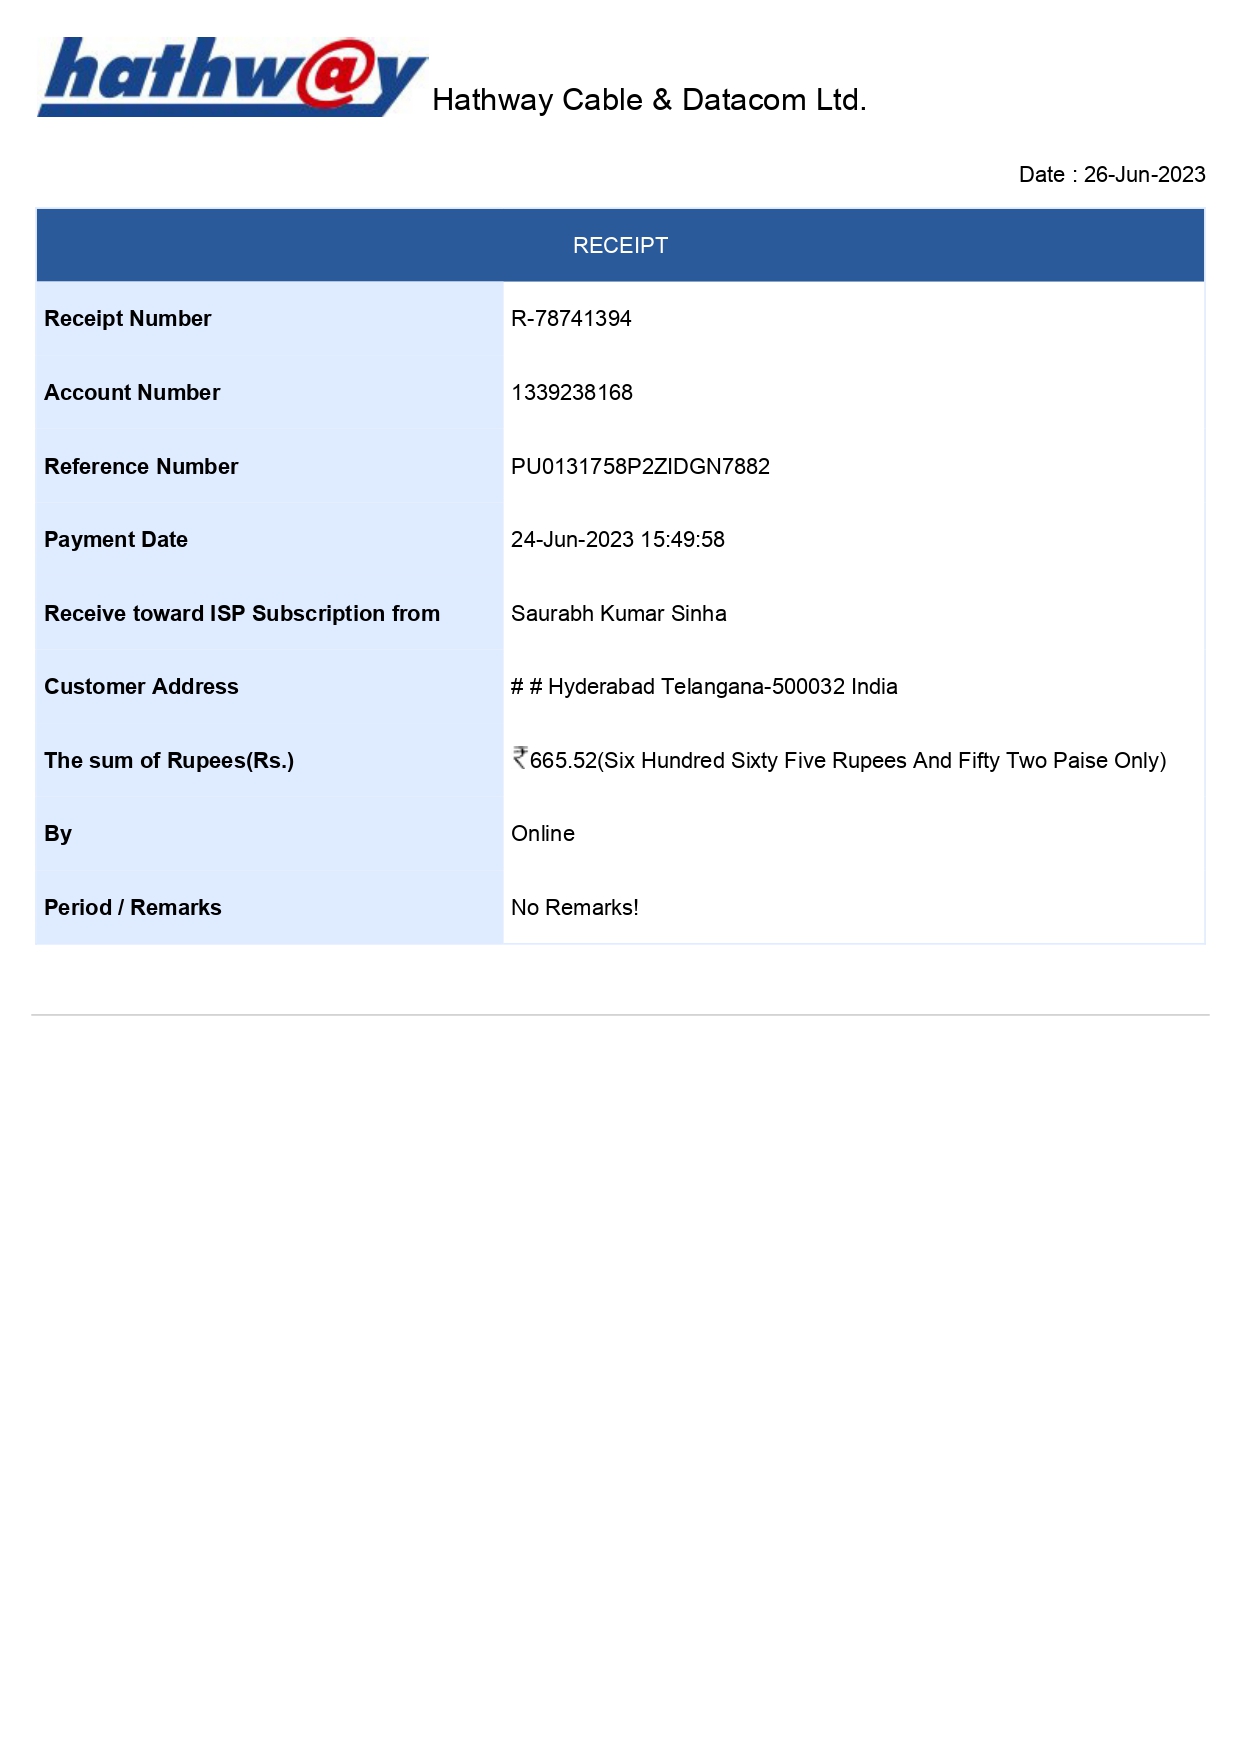 hathw@y
Hathway Cable & Datacom Ltd.
Date : 26-Jun-2023
RECEIPT
Receipt Number R-78741394
Account Number 1339238168
Reference Number PU0131758P2ZIDGN7882
Payment Date 24-Jun-2023 15:49:58
Receive toward ISP Subscription from Saurabh Kumar Sinha
Customer Address # # Hyderabad Telangana-500032 India
The sum of Rupees(Rs.) ₹665.52(Six Hundred Sixty Five Rupees And Fifty Two Paise Only)
By Online
Period / Remarks No Remarks!